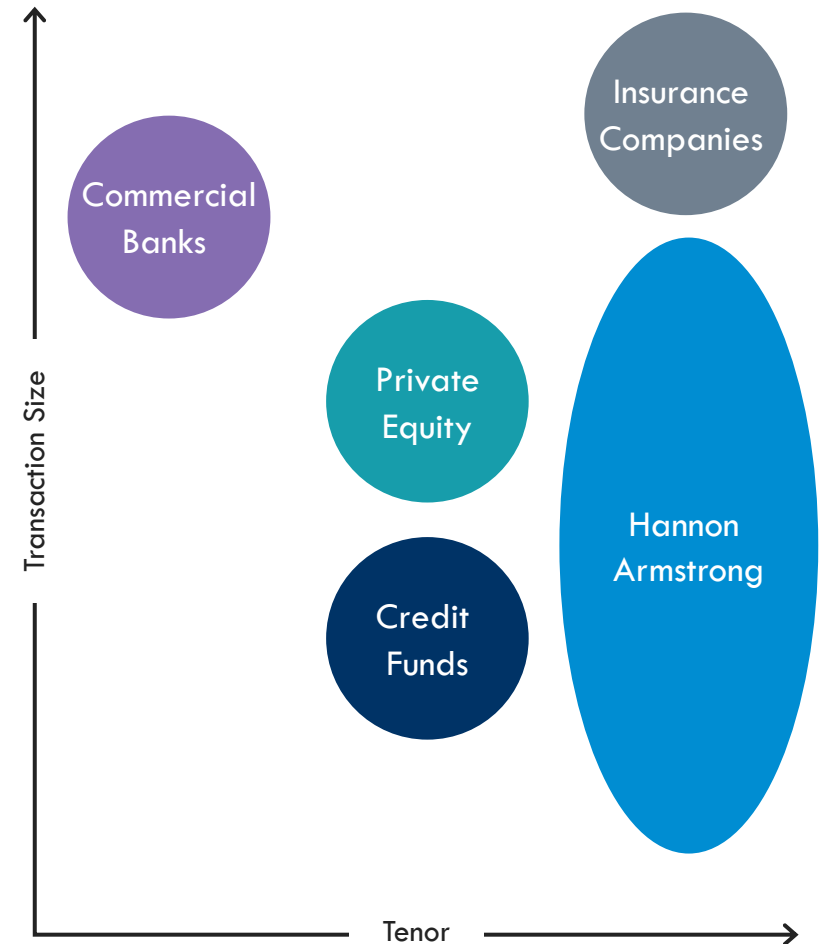 Insurance
Companies
Commercial
Banks
Private
Equity
Transaction Size
Hannon
Armstrong
Credit
Funds
Tenor